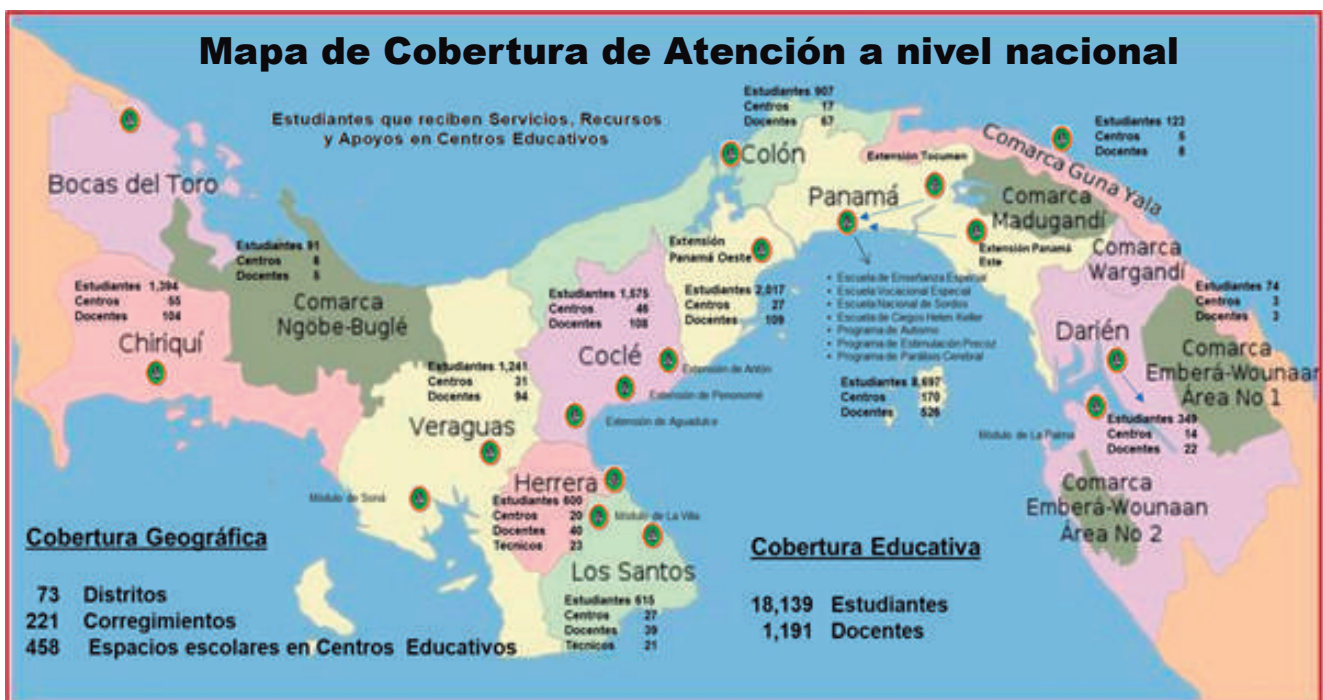 Mapa de Cobertura de Atención a nivel nacional
Estudiantes que reciben Servicios, Recursos
y Apoyos en Centros Educativos
Bocas del Toro
Estudiantes 1,394
Centros 55
Docentes 104
Chiriquí
Estudiantes 91
Centros
Docentes 5
Comarca
Ngöbe-Buglé
Estudiantes 1,241
Centros 31
Docentes 94
Veraguas
Módulo de Soná
Estudiantes 1,575
Centros 46
Docentes 108
Coclé
Extensión de Antón
Extensión de Penonomé
Extensión de Aguadulce
Herrera
Estudiantes 600
Centros 20
Docentes 40
Técnicos 23
Módulo de La Villa
Los Santos
Estudiantes 615
Centros 27
Docentes 39
Técnicos 21
Estudiantes 907
Centros 17
Docentes 67
Colón
Extensión
Panamá Oeste
Estudiantes 2,017
Centros 27
Docentes 109
Panamá
Extensión Tocumen
Extensión Panamá
Este
• Escuela de Enseñanza Especial
• Escuela Vocacional Especial
• Escuela Nacional de Sordos
• Escuela de Ciegos Helen Keller
• Programa de Autismo
• Programa de Estimulación Precoz
• Programa de Parálisis Cerebral
Estudiantes 8,697
Centros 170
Docentes 526
Comarca Guna Yala
Estudiantes 123
Centros 5
Docentes 8
Comarca
Madugandí
Comarca
Wargandí
Estudiantes 74
Centros 3
Docentes 3
Darién
Comarca
Emberá-Wounaan
Área No 1
Módulo de La Palma
Estudiantes 349
Centros 14
Docentes 22
Comarca
Emberá-Wounaan
Área No 2
Cobertura Geográfica
73 Distritos
221 Corregimientos
458 Espacios escolares en Centros Educativos
Cobertura Educativa
18,139 Estudiantes
1,191 Docentes